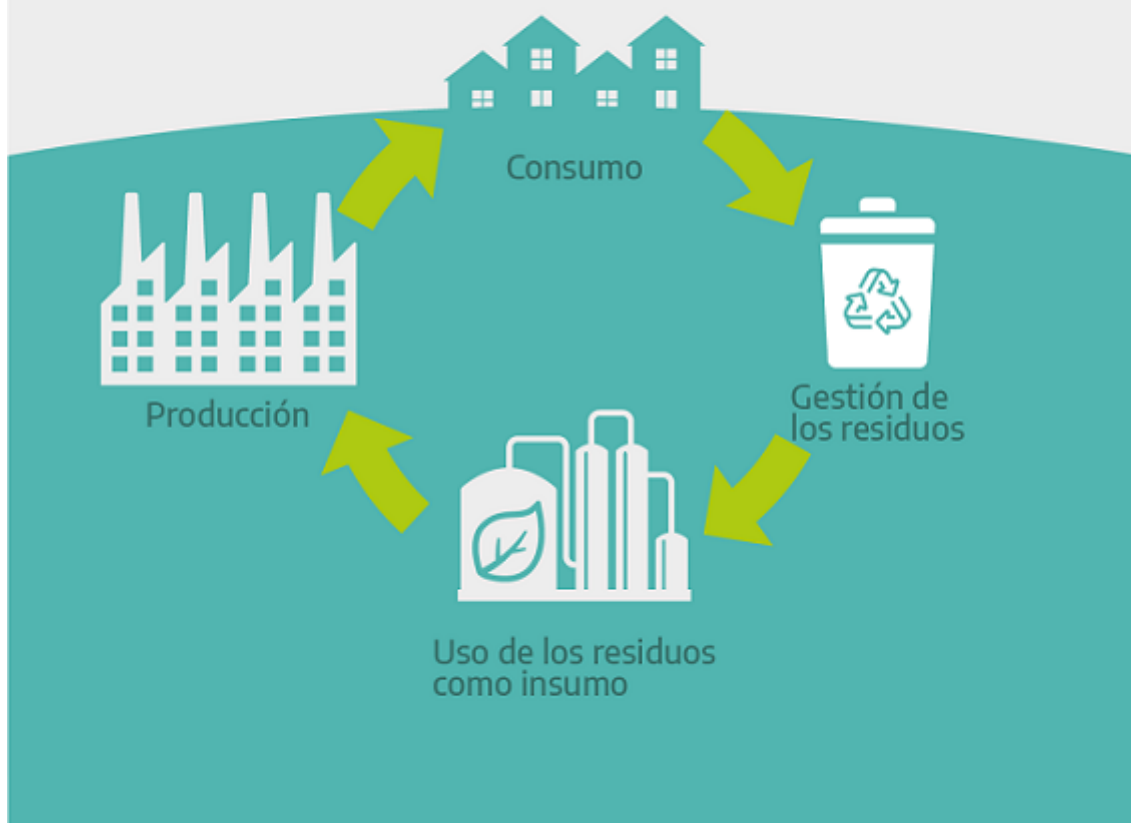 Consumo
Producción
Gestión de
los residuos
Uso de los residuos
como insumo